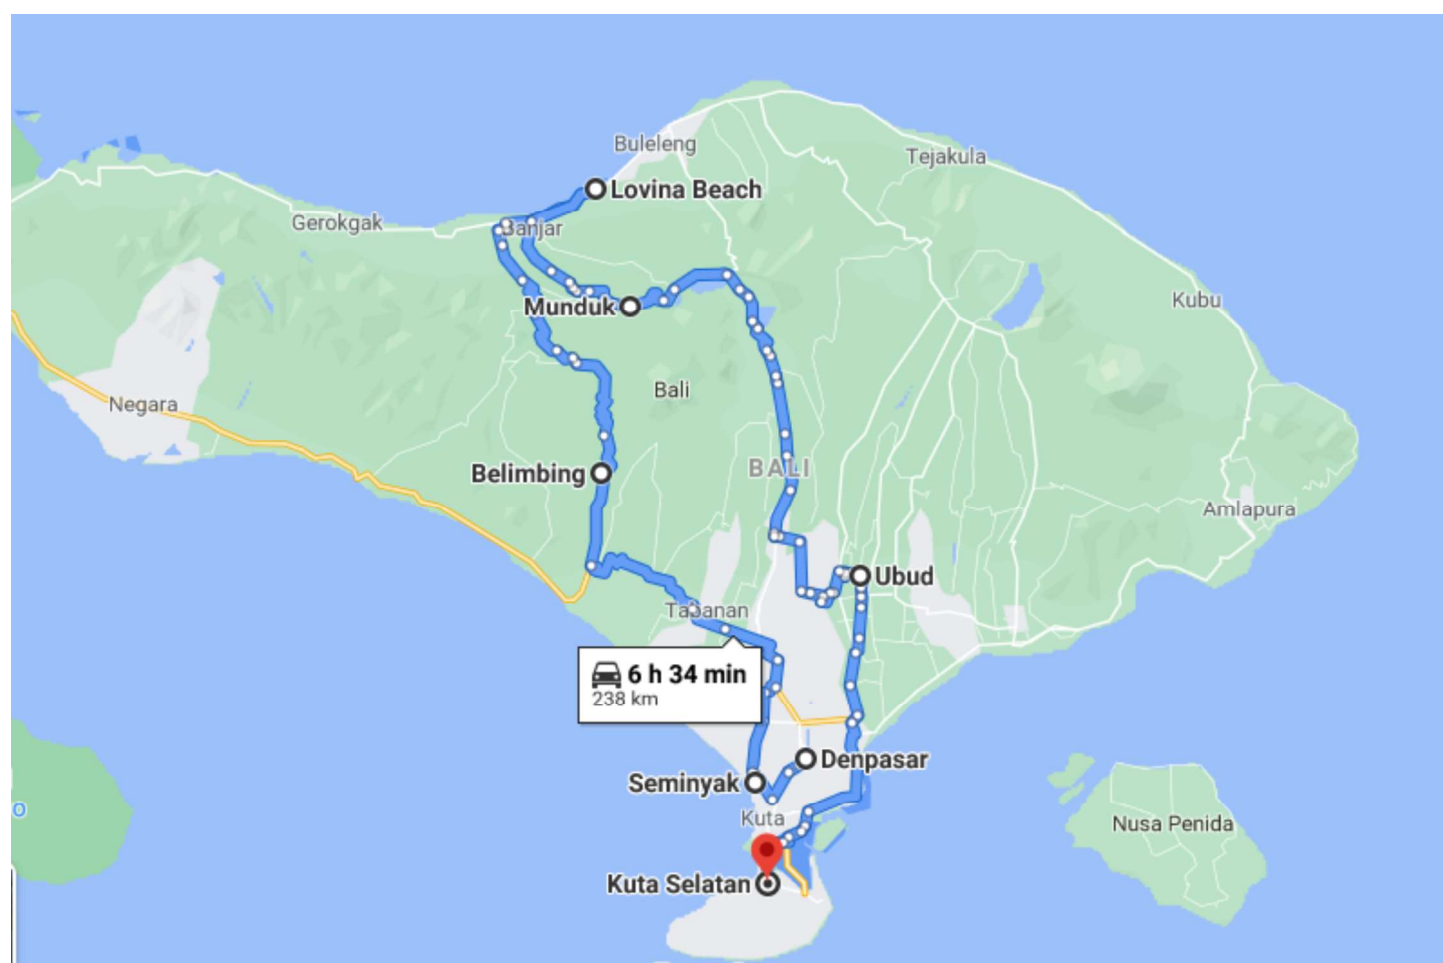 Buleleng
Tejakula
Lovina Beach
Gerokgak
Banjar
Kubu
Munduk
Bali
Negara
BALI
Belimbing
Amlapura
Ubud
Tabanan
6 h 34 min
238 km
Denpasar
Seminyak
Kuta
Nusa Penida
Kuta Selatan
o